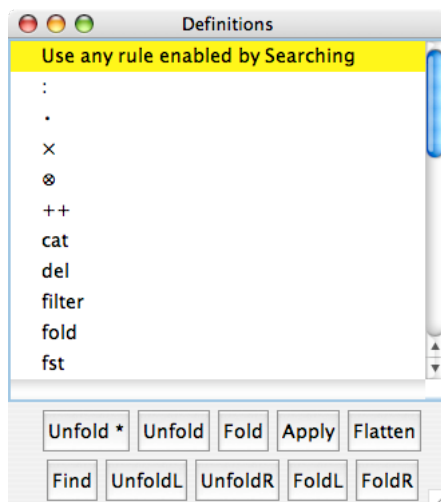 Definitions
Use any rule enabled by Searching
:
·
×
⊗
++
cat
del
filter
fold
fst
Unfold * Unfold Fold Apply Flatten
Find UnfoldL UnfoldR FoldL FoldR